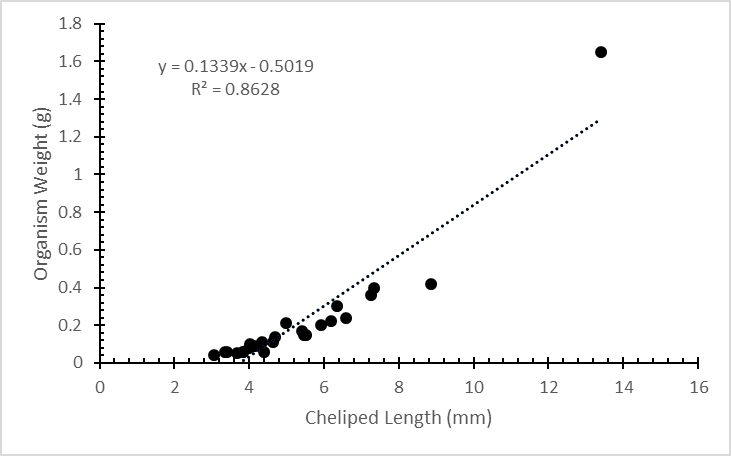 y = 0.1339x - 0.5019
R² = 0.8628
Organism Weight (g)
1.8
1.6
1.4
1.2
1
0.8
0.6
0.4
0.2
0
0 2 4 6 8 10 12 14 16
Cheliped Length (mm)